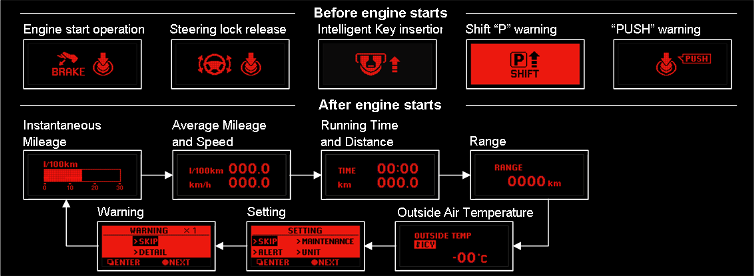 Before engine starts
Engine start operation
Steering lock release
Intelligent Key insertion
Shift “P” warning
“PUSH” warning
BRAKE
P
SHIFT
PUSH
After engine starts
Instantaneous
Mileage
Average Mileage
and Speed
Running Time
and Distance
Range
l/100km
0 10 20 30
l/100km 000.0
km/h 000.0
TIME 00:00
km 000.0
RANGE
0000 km
Warning
Setting
Outside Air Temperature
WARNING ×1
>SKIP
>DETAIL
ENTER NEXT
SETTING
>SKIP >MAINTENANCE
>ALERT >UNIT
ENTER NEXT
OUTSIDE TEMP
ICY
-00°C